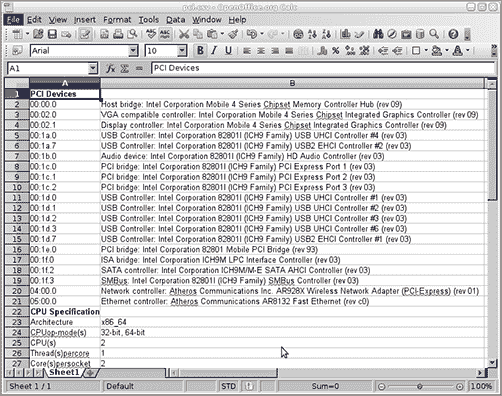 pci.csv - OpenOffice.org Calc
File Edit View Insert Format Tools Data Window Help
Arial 10
A1 PCI Devices
A B
1 PCI Devices
2 00:00.0 Host bridge: Intel Corporation Mobile 4 Series Chipset Memory Controller Hub (rev 09)
3 00:02.0 VGA compatible controller: Intel Corporation Mobile 4 Series Chipset Integrated Graphics Controller (rev 09)
4 00:02.1 Display controller: Intel Corporation Mobile 4 Series Chipset Integrated Graphics Controller (rev 09)
5 00:1a.0 USB Controller: Intel Corporation 82801I (ICH9 Family) USB UHCI Controller #4 (rev 03)
6 00:1a.7 USB Controller: Intel Corporation 82801I (ICH9 Family) USB2 EHCI Controller #2 (rev 03)
7 00:1b.0 Audio device: Intel Corporation 82801I (ICH9 Family) HD Audio Controller (rev 03)
8 00:1c.0 PCI bridge: Intel Corporation 82801I (ICH9 Family) PCI Express Port 1 (rev 03)
9 00:1c.1 PCI bridge: Intel Corporation 82801I (ICH9 Family) PCI Express Port 2 (rev 03)
10 00:1c.2 PCI bridge: Intel Corporation 82801I (ICH9 Family) PCI Express Port 3 (rev 03)
11 00:1d.0 USB Controller: Intel Corporation 82801I (ICH9 Family) USB UHCI Controller #1 (rev 03)
12 00:1d.1 USB Controller: Intel Corporation 82801I (ICH9 Family) USB UHCI Controller #2 (rev 03)
13 00:1d.2 USB Controller: Intel Corporation 82801I (ICH9 Family) USB UHCI Controller #3 (rev 03)
14 00:1d.3 USB Controller: Intel Corporation 82801I (ICH9 Family) USB UHCI Controller #6 (rev 03)
15 00:1d.7 USB Controller: Intel Corporation 82801I (ICH9 Family) USB2 EHCI Controller #1 (rev 03)
16 00:1e.0 PCI bridge: Intel Corporation 82801 Mobile PCI Bridge (rev 93)
17 00:1f.0 ISA bridge: Intel Corporation ICH9M LPC Interface Controller (rev 03)
18 00:1f.2 SATA controller: Intel Corporation ICH9M/M-E SATA AHCI Controller (rev 03)
19 00:1f.3 SMBus: Intel Corporation 82801I (ICH9 Family) SMBus Controller (rev 03)
20 04:00.0 Network controller: Atheros Communications Inc. AR928X Wireless Network Adapter (PCI-Express) (rev 01)
21 05:00.0 Ethernet controller: Atheros Communications AR8132 Fast Ethernet (rev c0)
22 CPU Specification
23 Architecture x86_64
24 CPUop-mode(s) 32-bit, 64-bit
25 CPU(s) 2
26 Thread(s)percore 1
27 Core(s)persocket 2
Sheet1
Sheet 1 / 1 Default STD Sum=0 100%